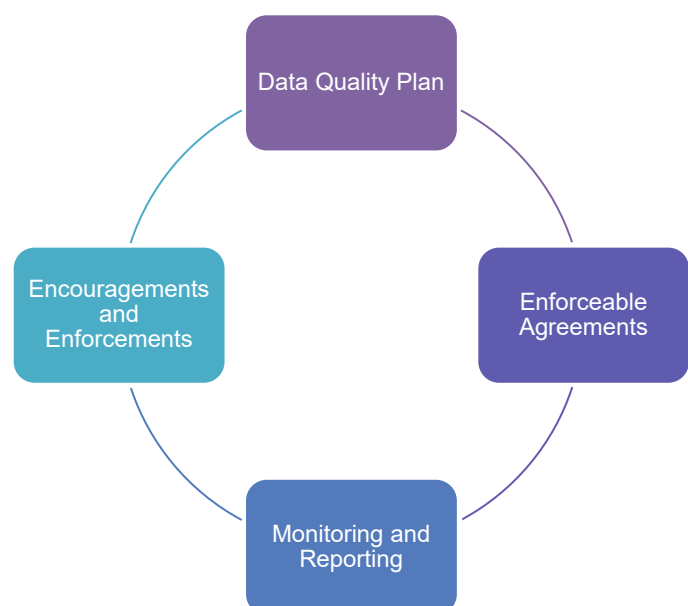 Data Quality Plan
Enforceable
Agreements
Monitoring and
Reporting
Encouragements
and
Enforcements